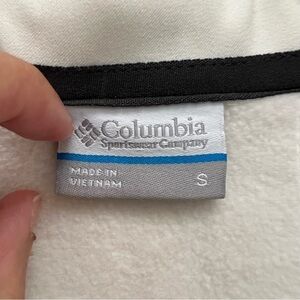 Columbia
Sportswear Company
MADE IN
VIETNAM
S